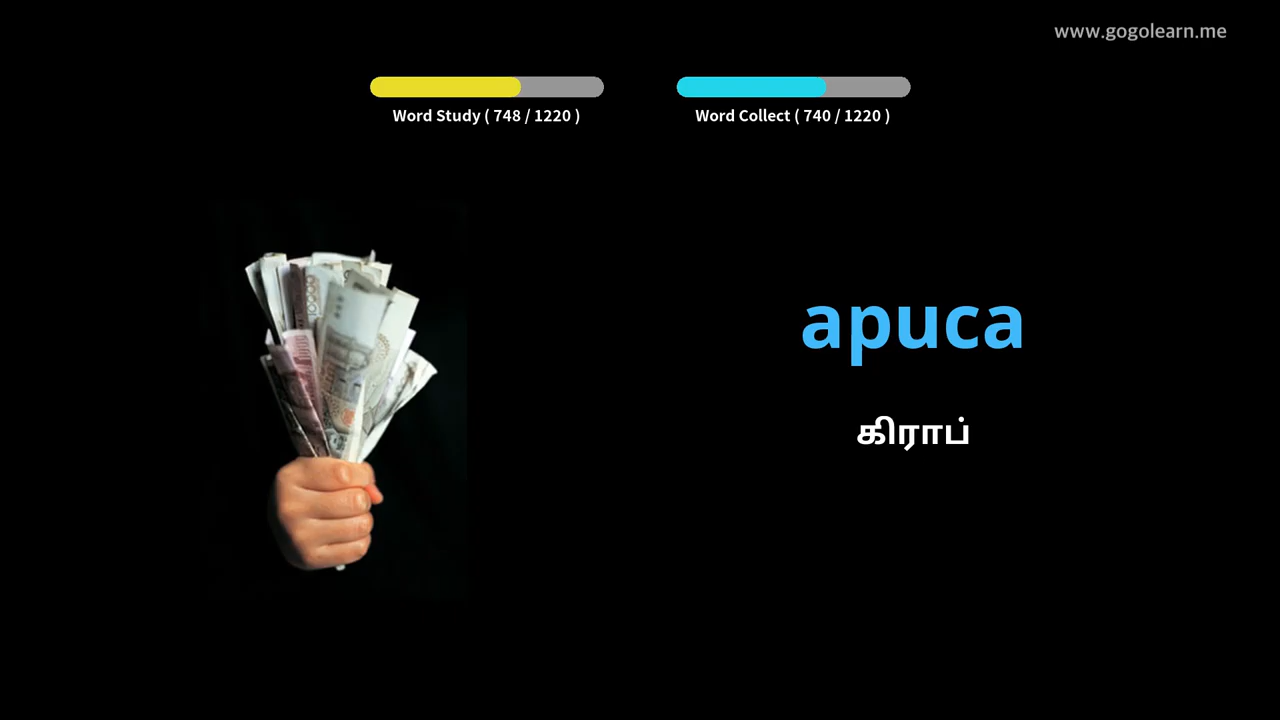 www.gogolearn.me
Word Study ( 748 / 1220 )
Word Collect ( 740 / 1220 )
apuca
கிராப்